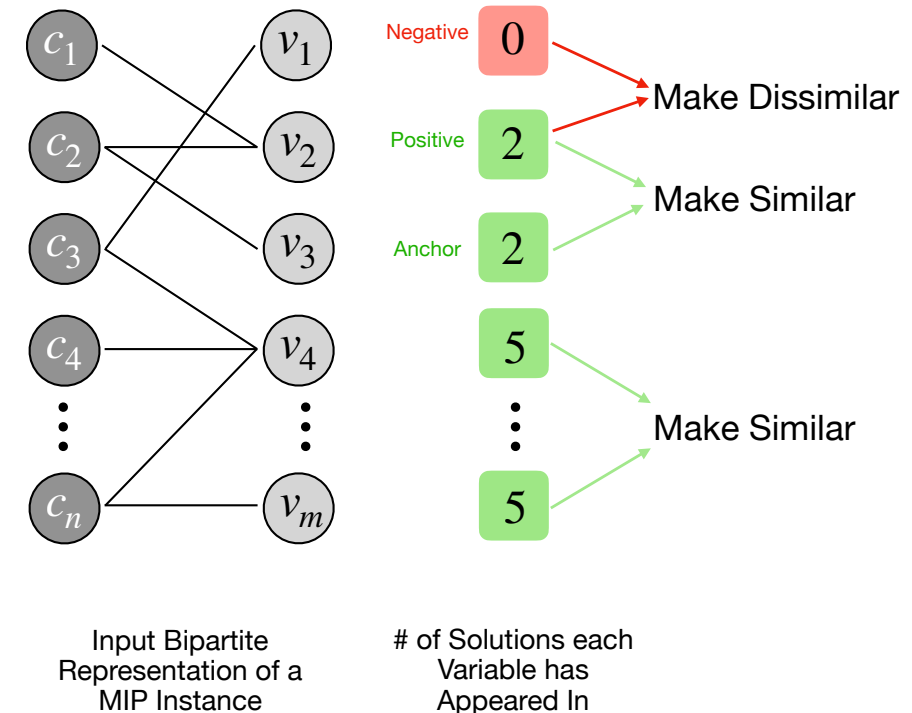 c1
v1
Negative
0
Make Dissimilar
c2
v2
Positive
2
Make Similar
c3
v3
Anchor
2
c4
v4
5
Make Similar
cn
vm
5
Input Bipartite
Representation of a
MIP Instance
# of Solutions each
Variable has
Appeared In